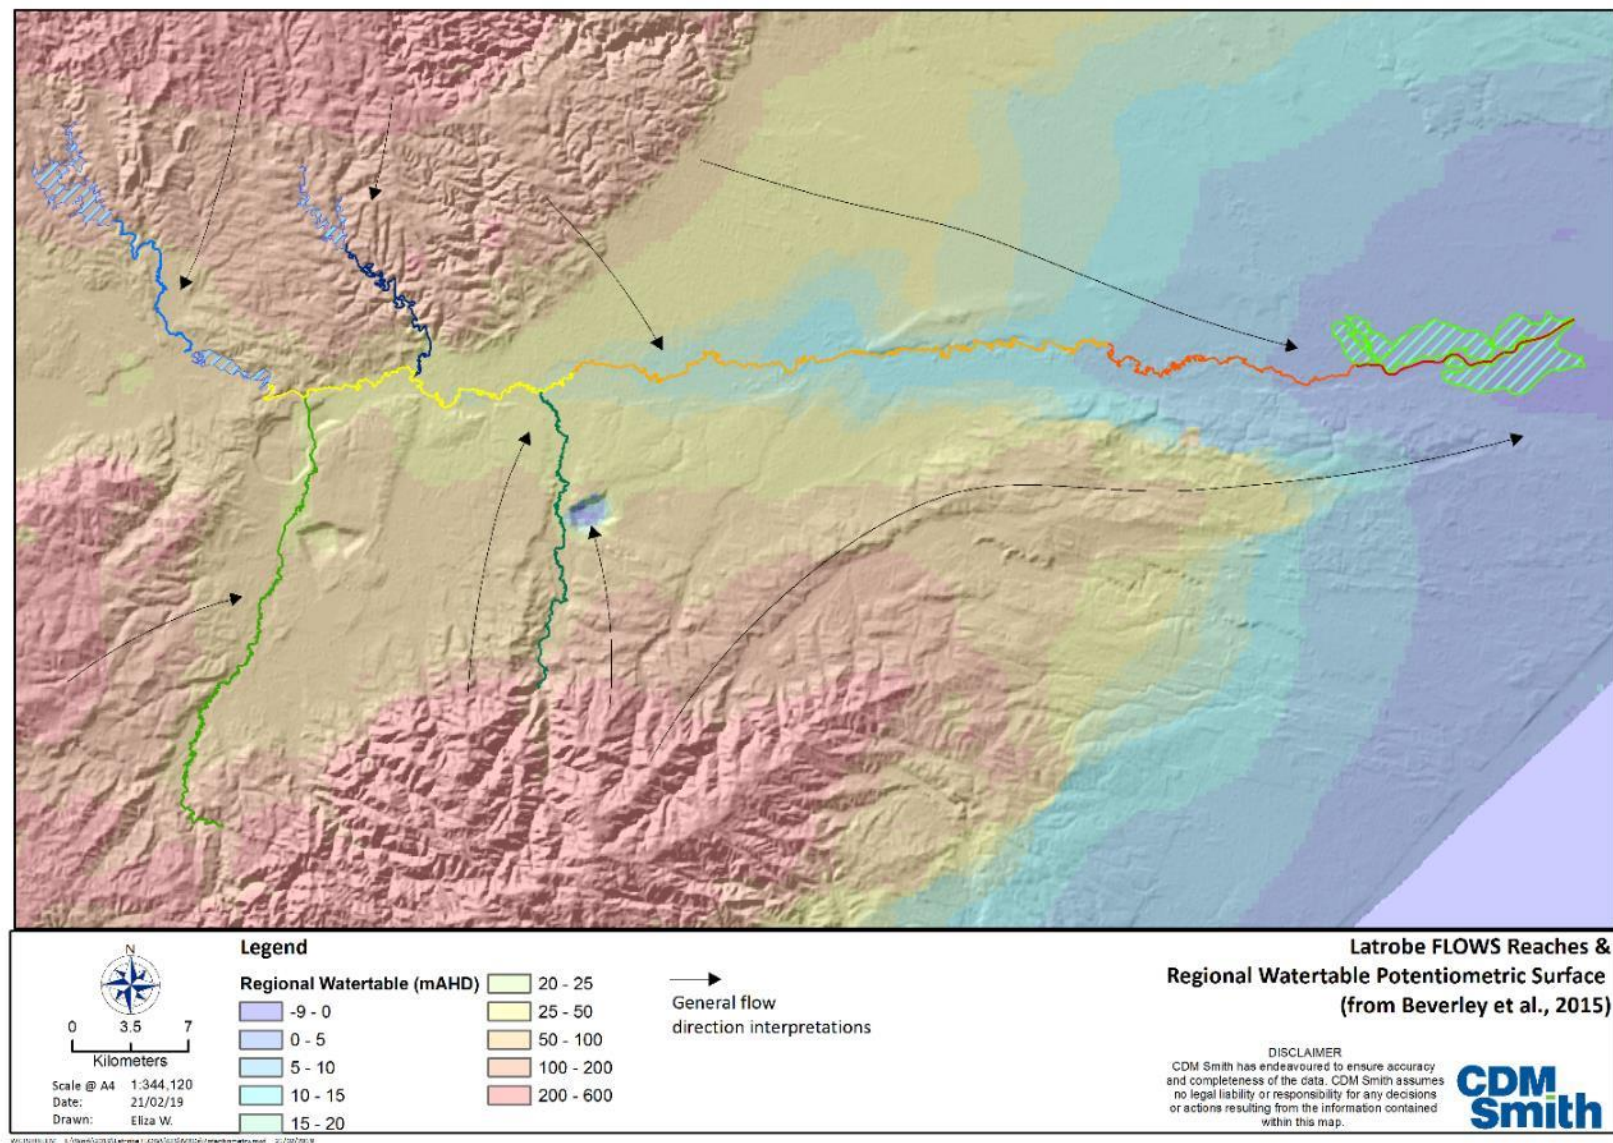 N
0 3.5 7
Kilometers
Scale @ A4 1:344,120
Date: 21/02/19
Drawn: Eliza W.
Legend
Regional Watertable (mAHD)
-9 - 0
0 - 5
5 - 10
10 - 15
15 - 20
20 - 25
25 - 50
50 - 100
100 - 200
200 - 600
General flow
direction interpretations
Latrobe FLOWS Reaches &
Regional Watertable Potentiometric Surface
(from Beverley et al., 2015)
DISCLAIMER
CDM Smith has endeavoured to ensure accuracy
and completeness of the data. CDM Smith assumes
no legal liability or responsibility for any decisions
or actions resulting from the information contained
within this map.
CDM
Smith